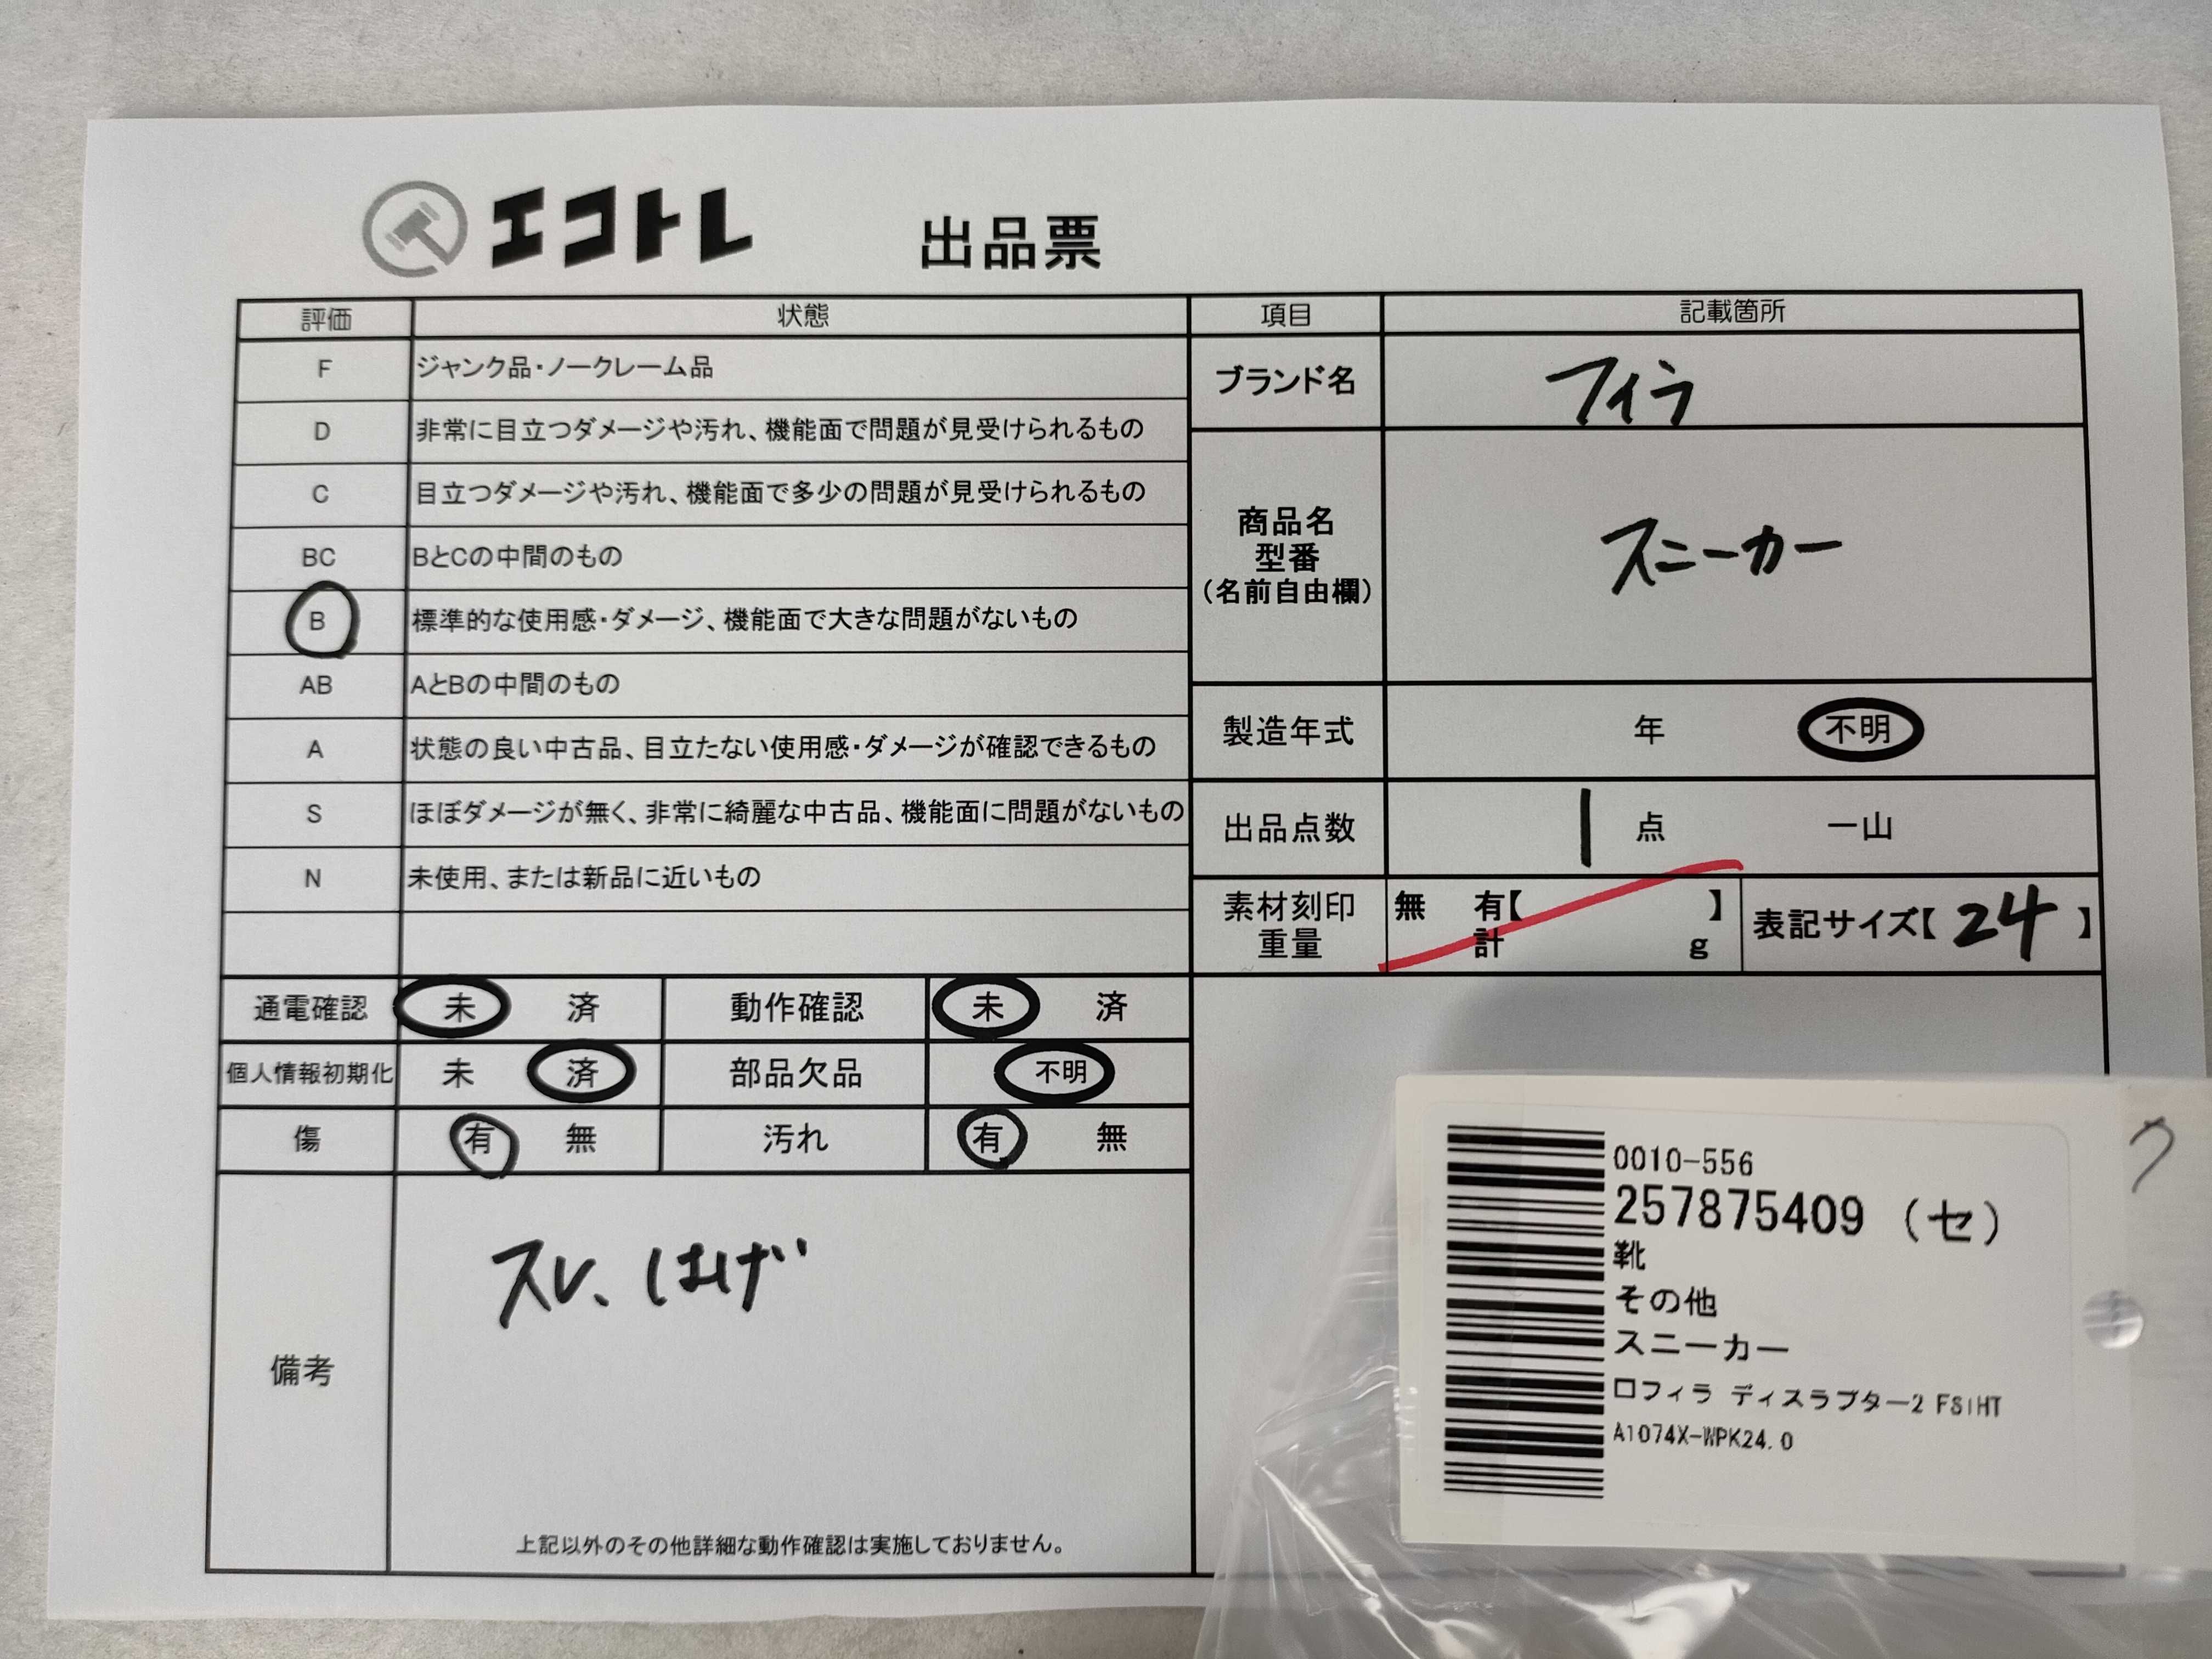 エコトレ 出品票
評価 状態 項目 記載箇所
F ジャンク品・ノークレーム品
D 非常に目立つダメージや汚れ、機能面で問題が見受けられるもの
C 目立つダメージや汚れ、機能面で多少の問題が見受けられるもの
BC BとCの中間のもの
B 標準的な使用感・ダメージ、機能面で大きな問題がないもの
AB AとBの中間のもの
A 状態の良い中古品、目立たない使用感・ダメージが確認できるもの
S ほぼダメージが無く、非常に綺麗な中古品、機能面に問題がないもの
N 未使用、または新品に近いもの
ブランド名 フィラ
商品名
型番
(名前自由欄)
スニーカー
製造年式 年 不明
出品点数 1 点 一山
素材刻印 無 有【 】
重量 計 g
表記サイズ【 24 】
通電確認 未 済 動作確認 未 済
個人情報初期化 未 済 部品欠品 不明
傷 有 無 汚れ 有 無
備考
スレ、はげ
上記以外のその他詳細な動作確認は実施しておりません。
0010-556
257875409 (セ)
靴
その他
スニーカー
口フィラ ディスラプター2 FSIHT
A1074X-WPK24.0
ク